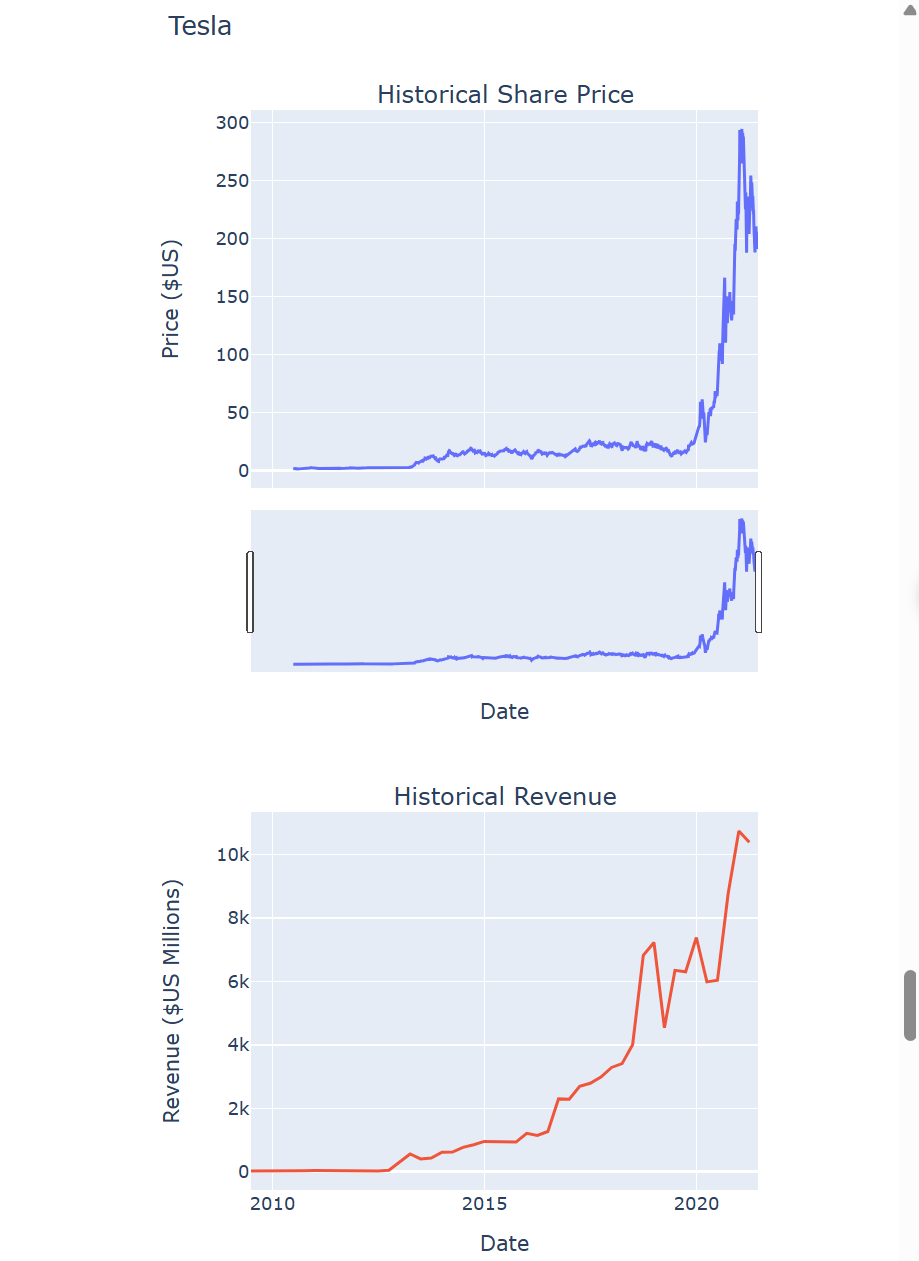 Tesla
Historical Share Price
300
250
200
150
100
50
0
Price ($US)
Date
Historical Revenue
10k
8k
6k
4k
2k
0
Revenue ($US Millions)
2010
2015
2020
Date